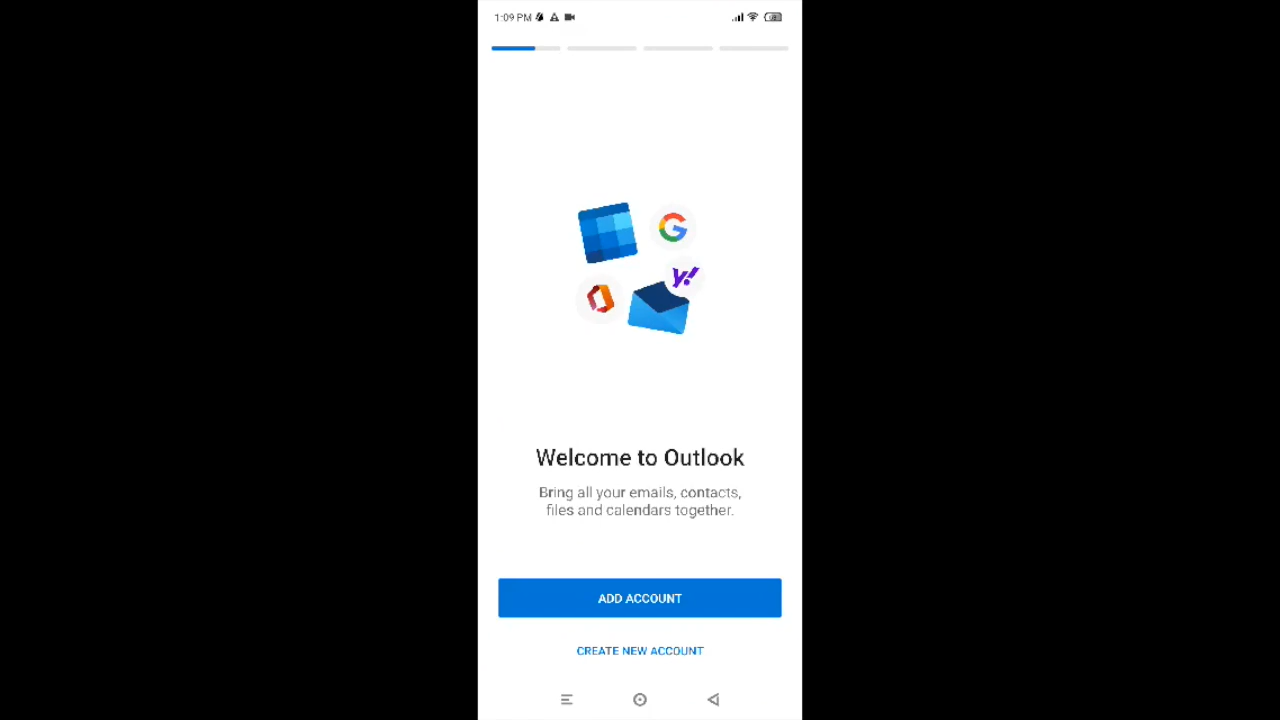 1:09 PM
Welcome to Outlook
Bring all your emails, contacts,
files and calendars together.
ADD ACCOUNT
CREATE NEW ACCOUNT